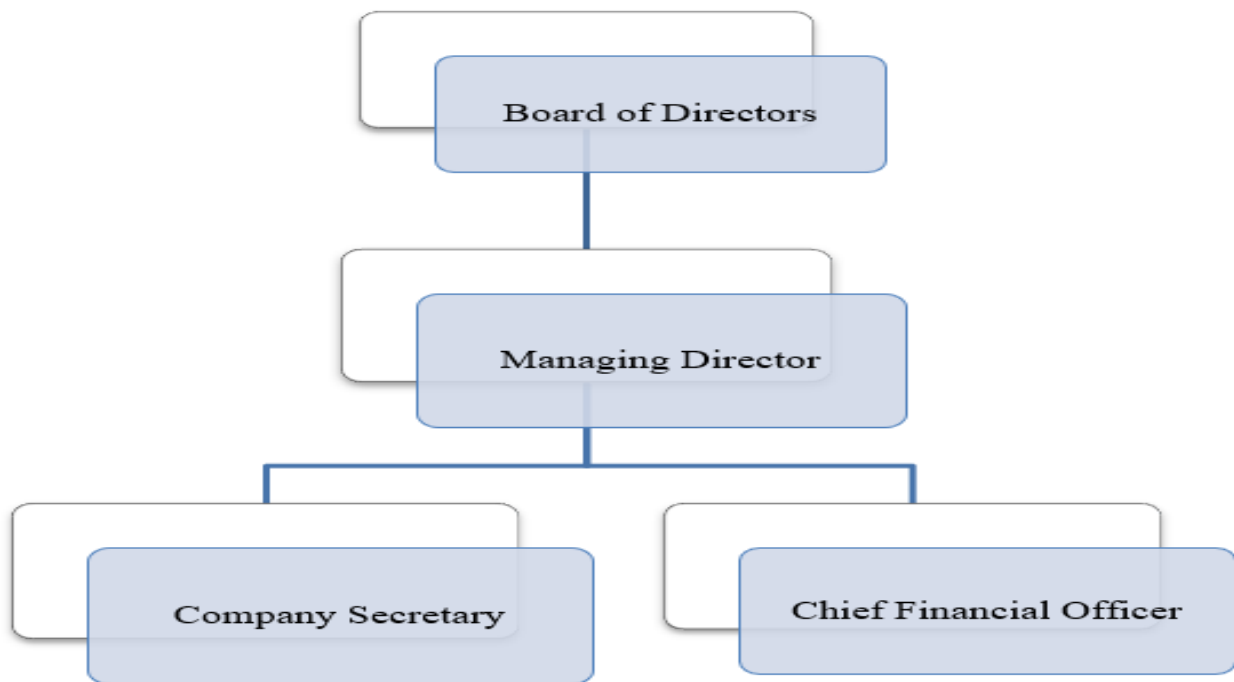 Board of Directors
Managing Director
Company Secretary
Chief Financial Officer